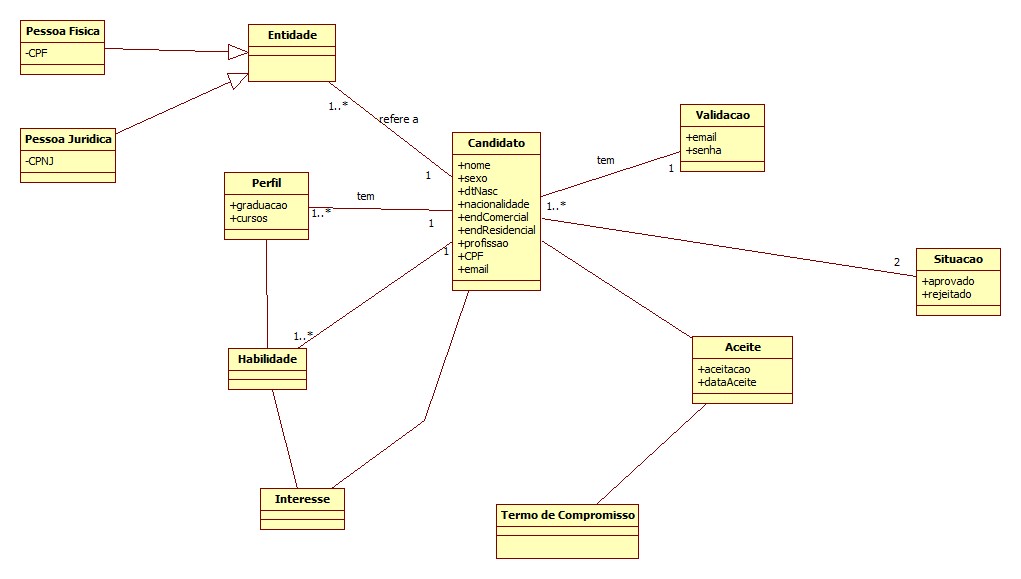 Pessoa Fisica
-CPF
Entidade
1..*
refere a
Pessoa Juridica
-CPNJ
Candidato
+nome
+sexo
+dtNasc
+nacionalidade
+endComercial
+endResidencial
+profissao
+CPF
+email
1
Validacao
+email
+senha
tem
1
1..*
Perfil
+graduacao
+cursos
tem
1..*
1
1
2
Situacao
+aprovado
+rejeitado
1..*
Habilidade
Aceite
+aceitacao
+dataAceite
Interesse
Termo de Compromisso